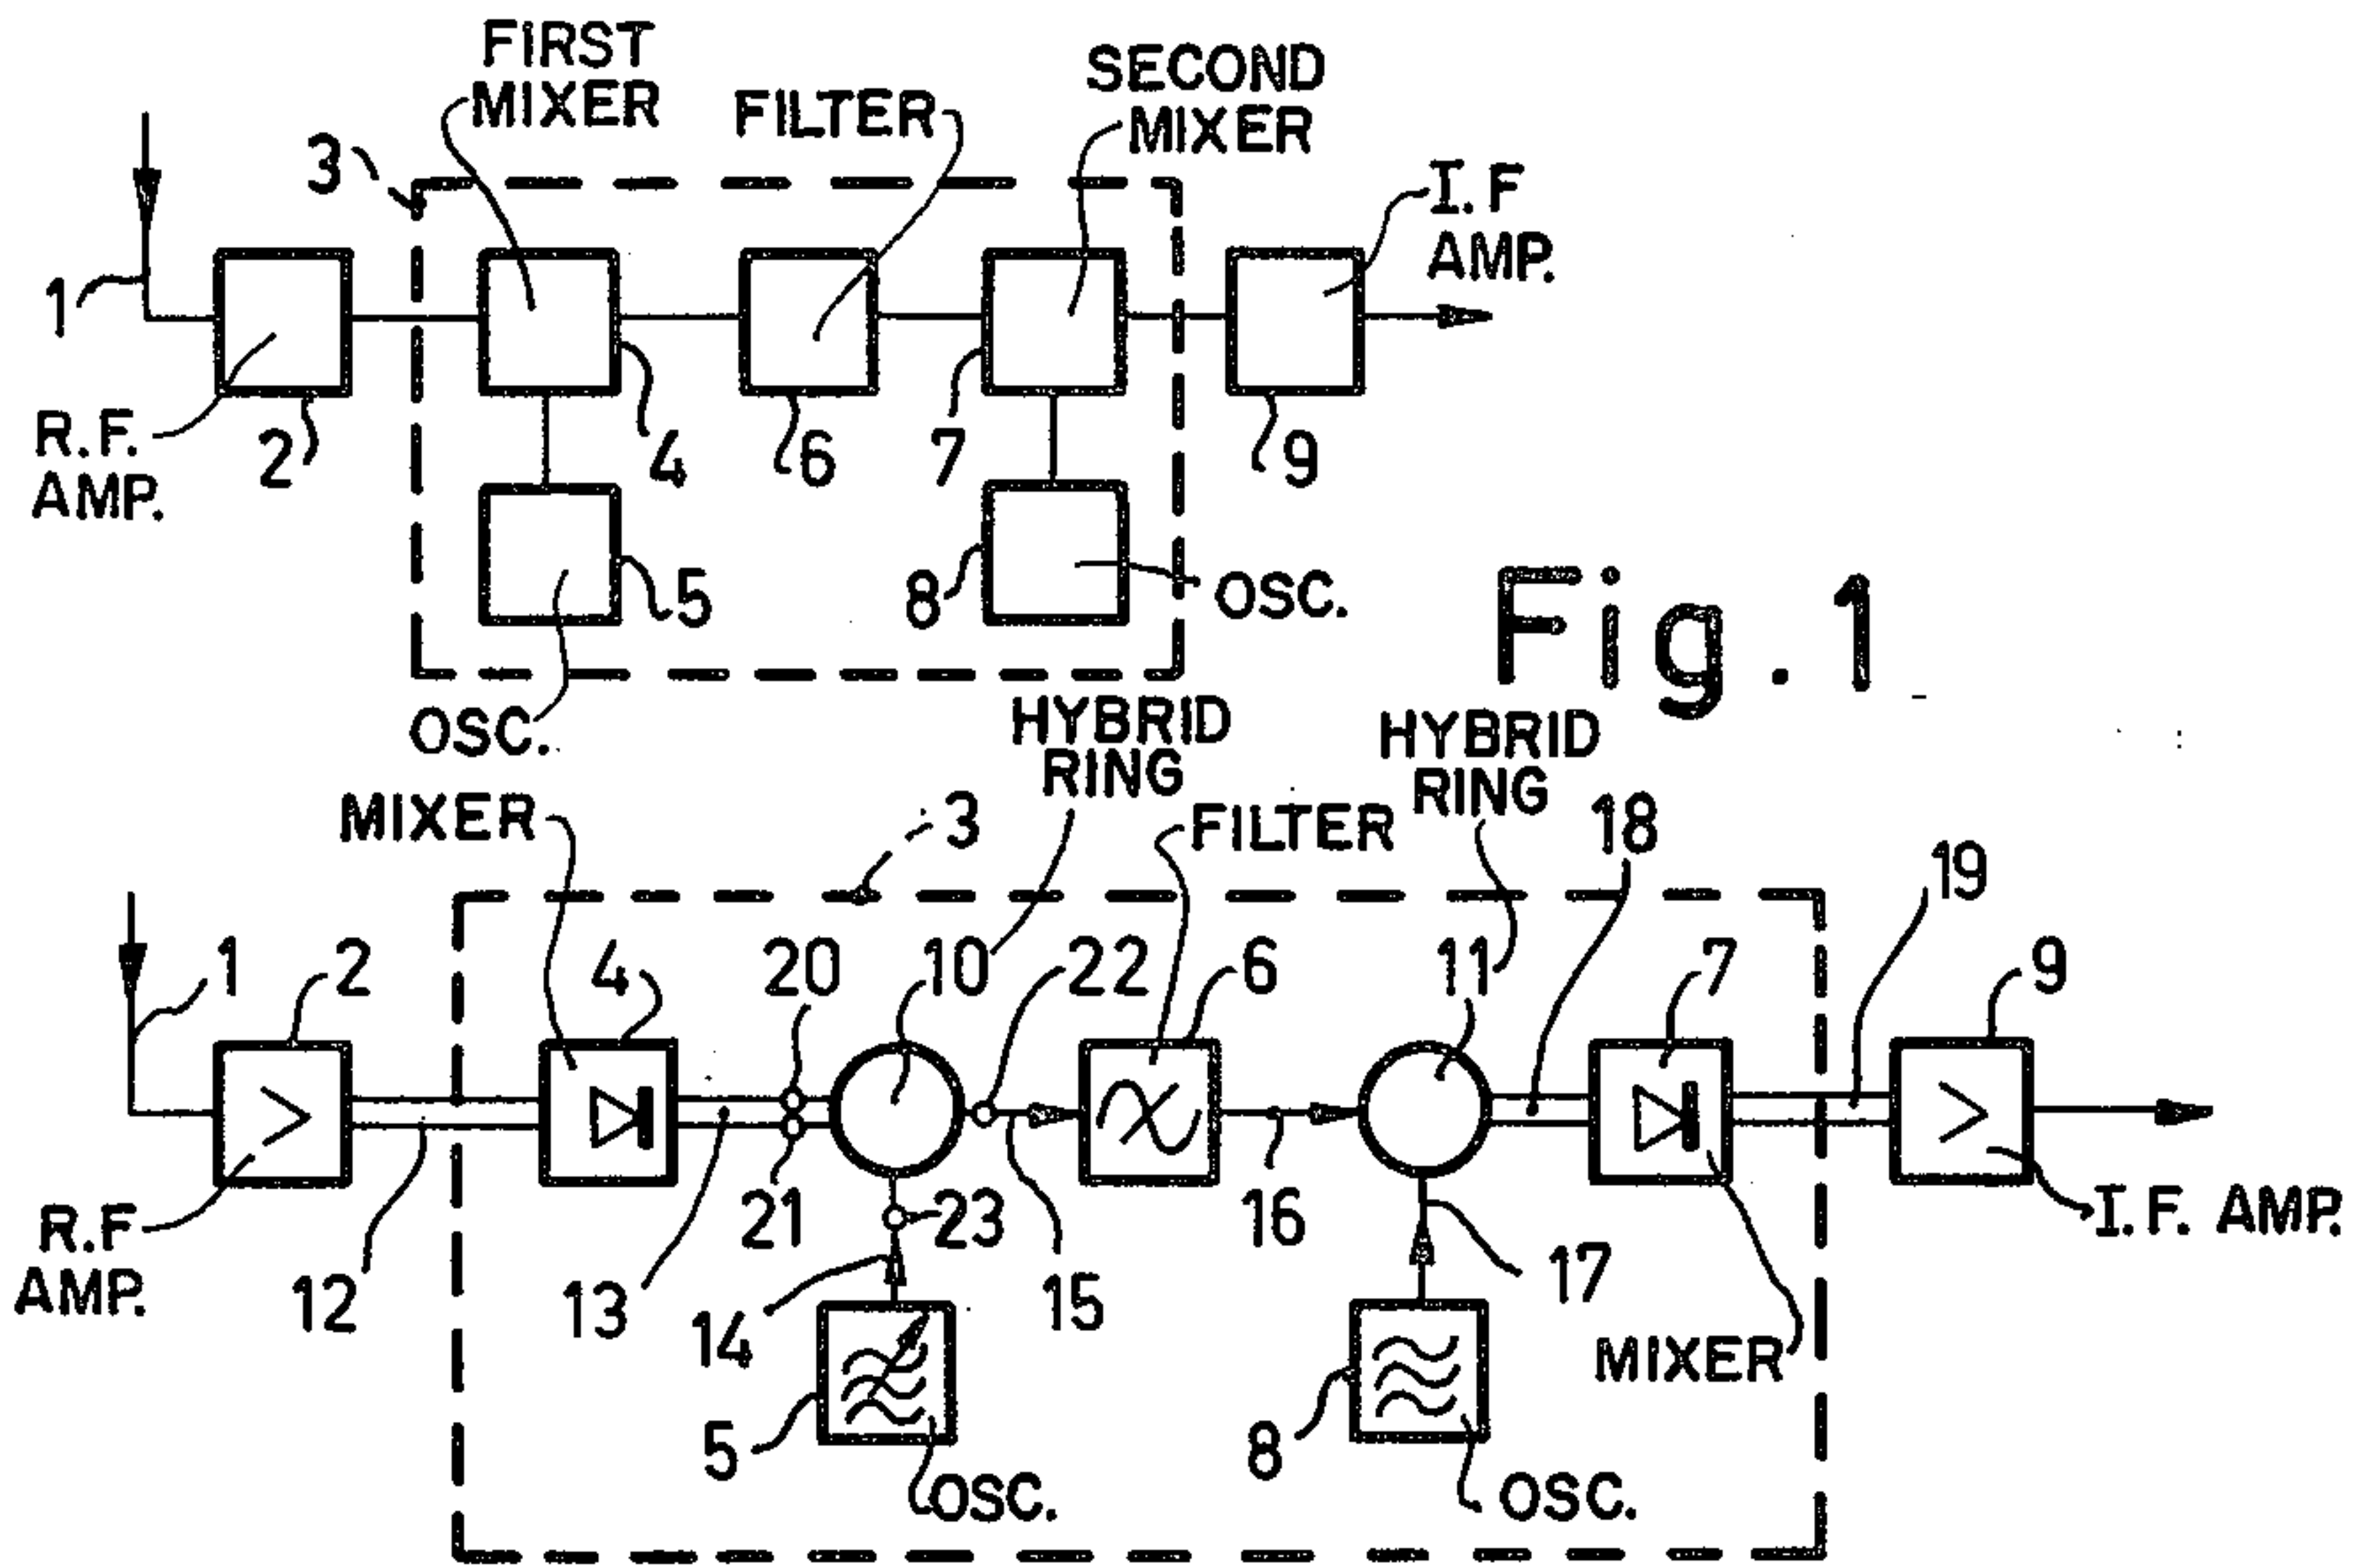 FIRST
MIXER
FILTER
SECOND
MIXER
3
I.F
AMP.
1
R.F.
AMP.
2
4
6
7
9
5
8
OSC.
OSC.
Fig. 1
HYBRID
RING
HYBRID
RING
MIXER
3
FILTER
18
19
1
2
4
20
10
22
6
11
7
9
R.F
AMP.
12
13
21
23
14
15
16
17
I.F. AMP.
MIXER
5
OSC.
8
OSC.